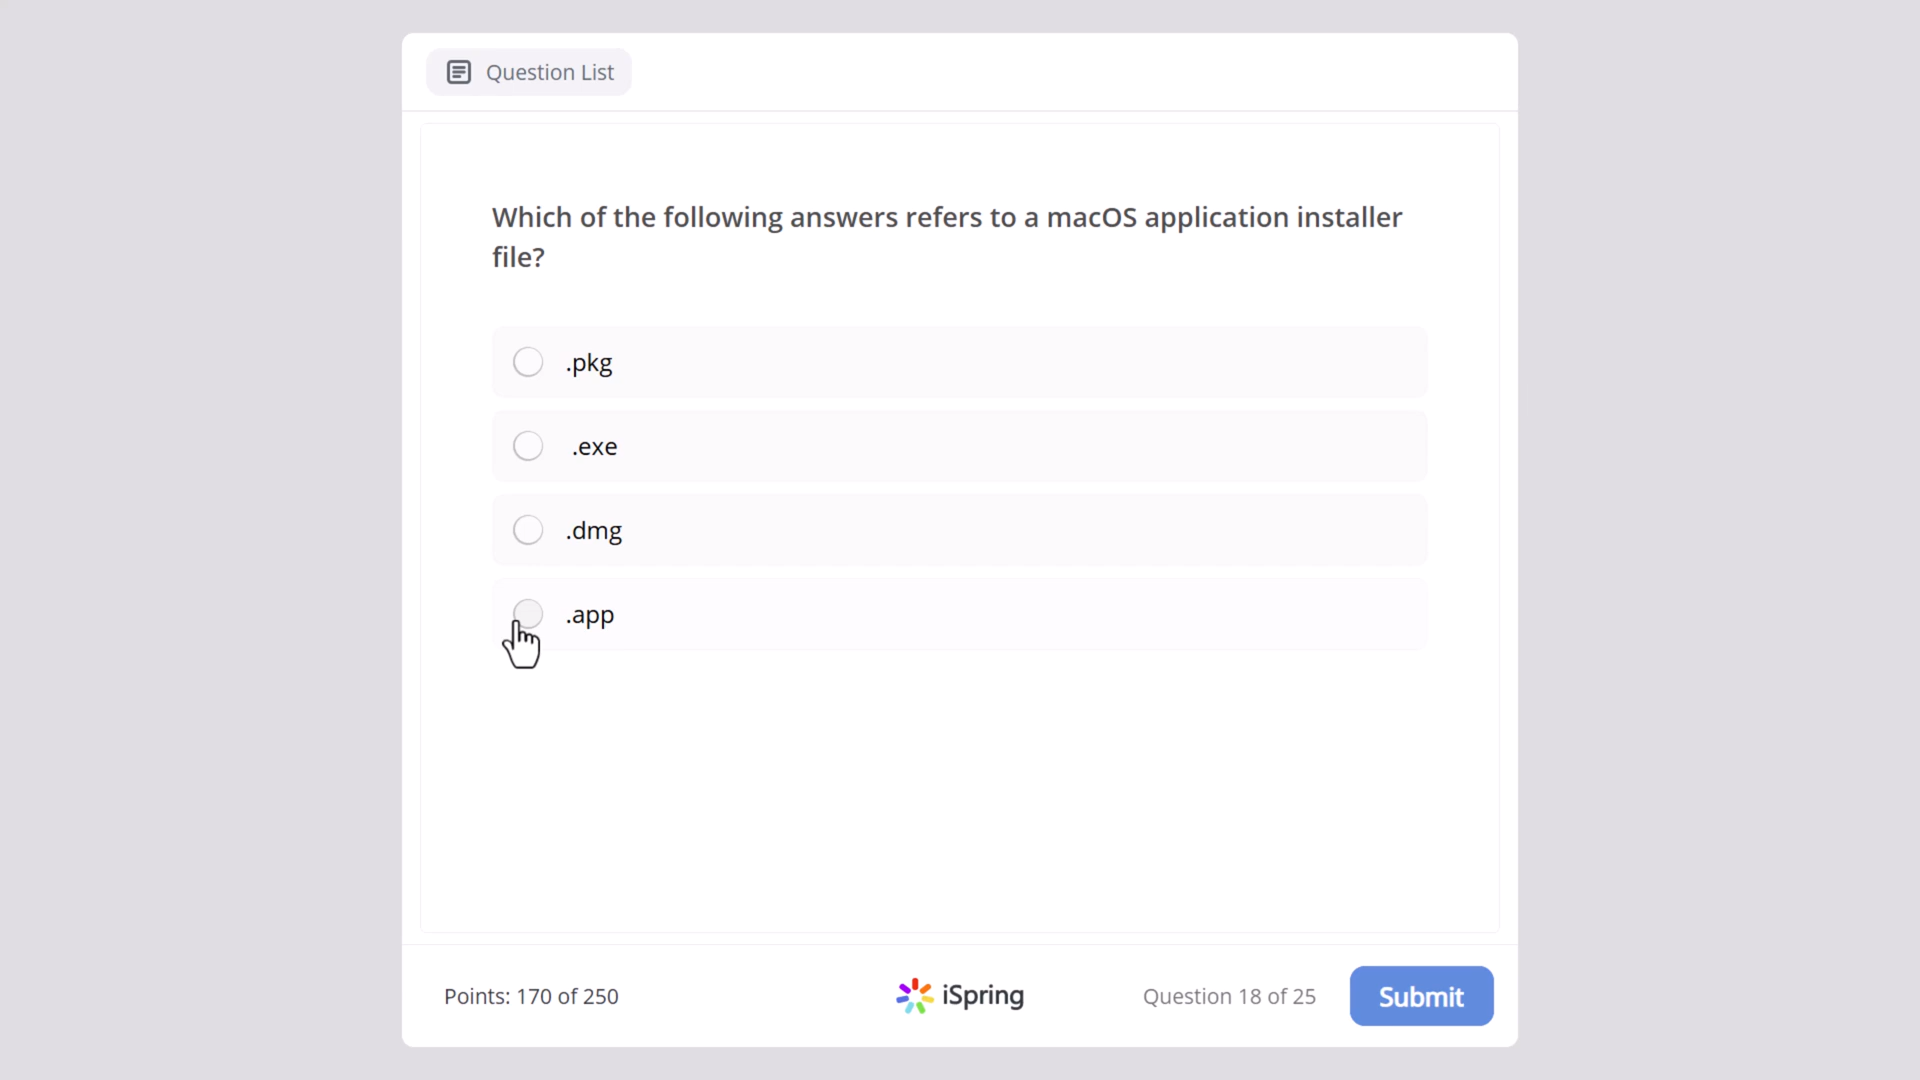 Question List
Which of the following answers refers to a macOS application installer
file?
.pkg
.exe
.dmg
.app
Points: 170 of 250
iSpring
Question 18 of 25
Submit